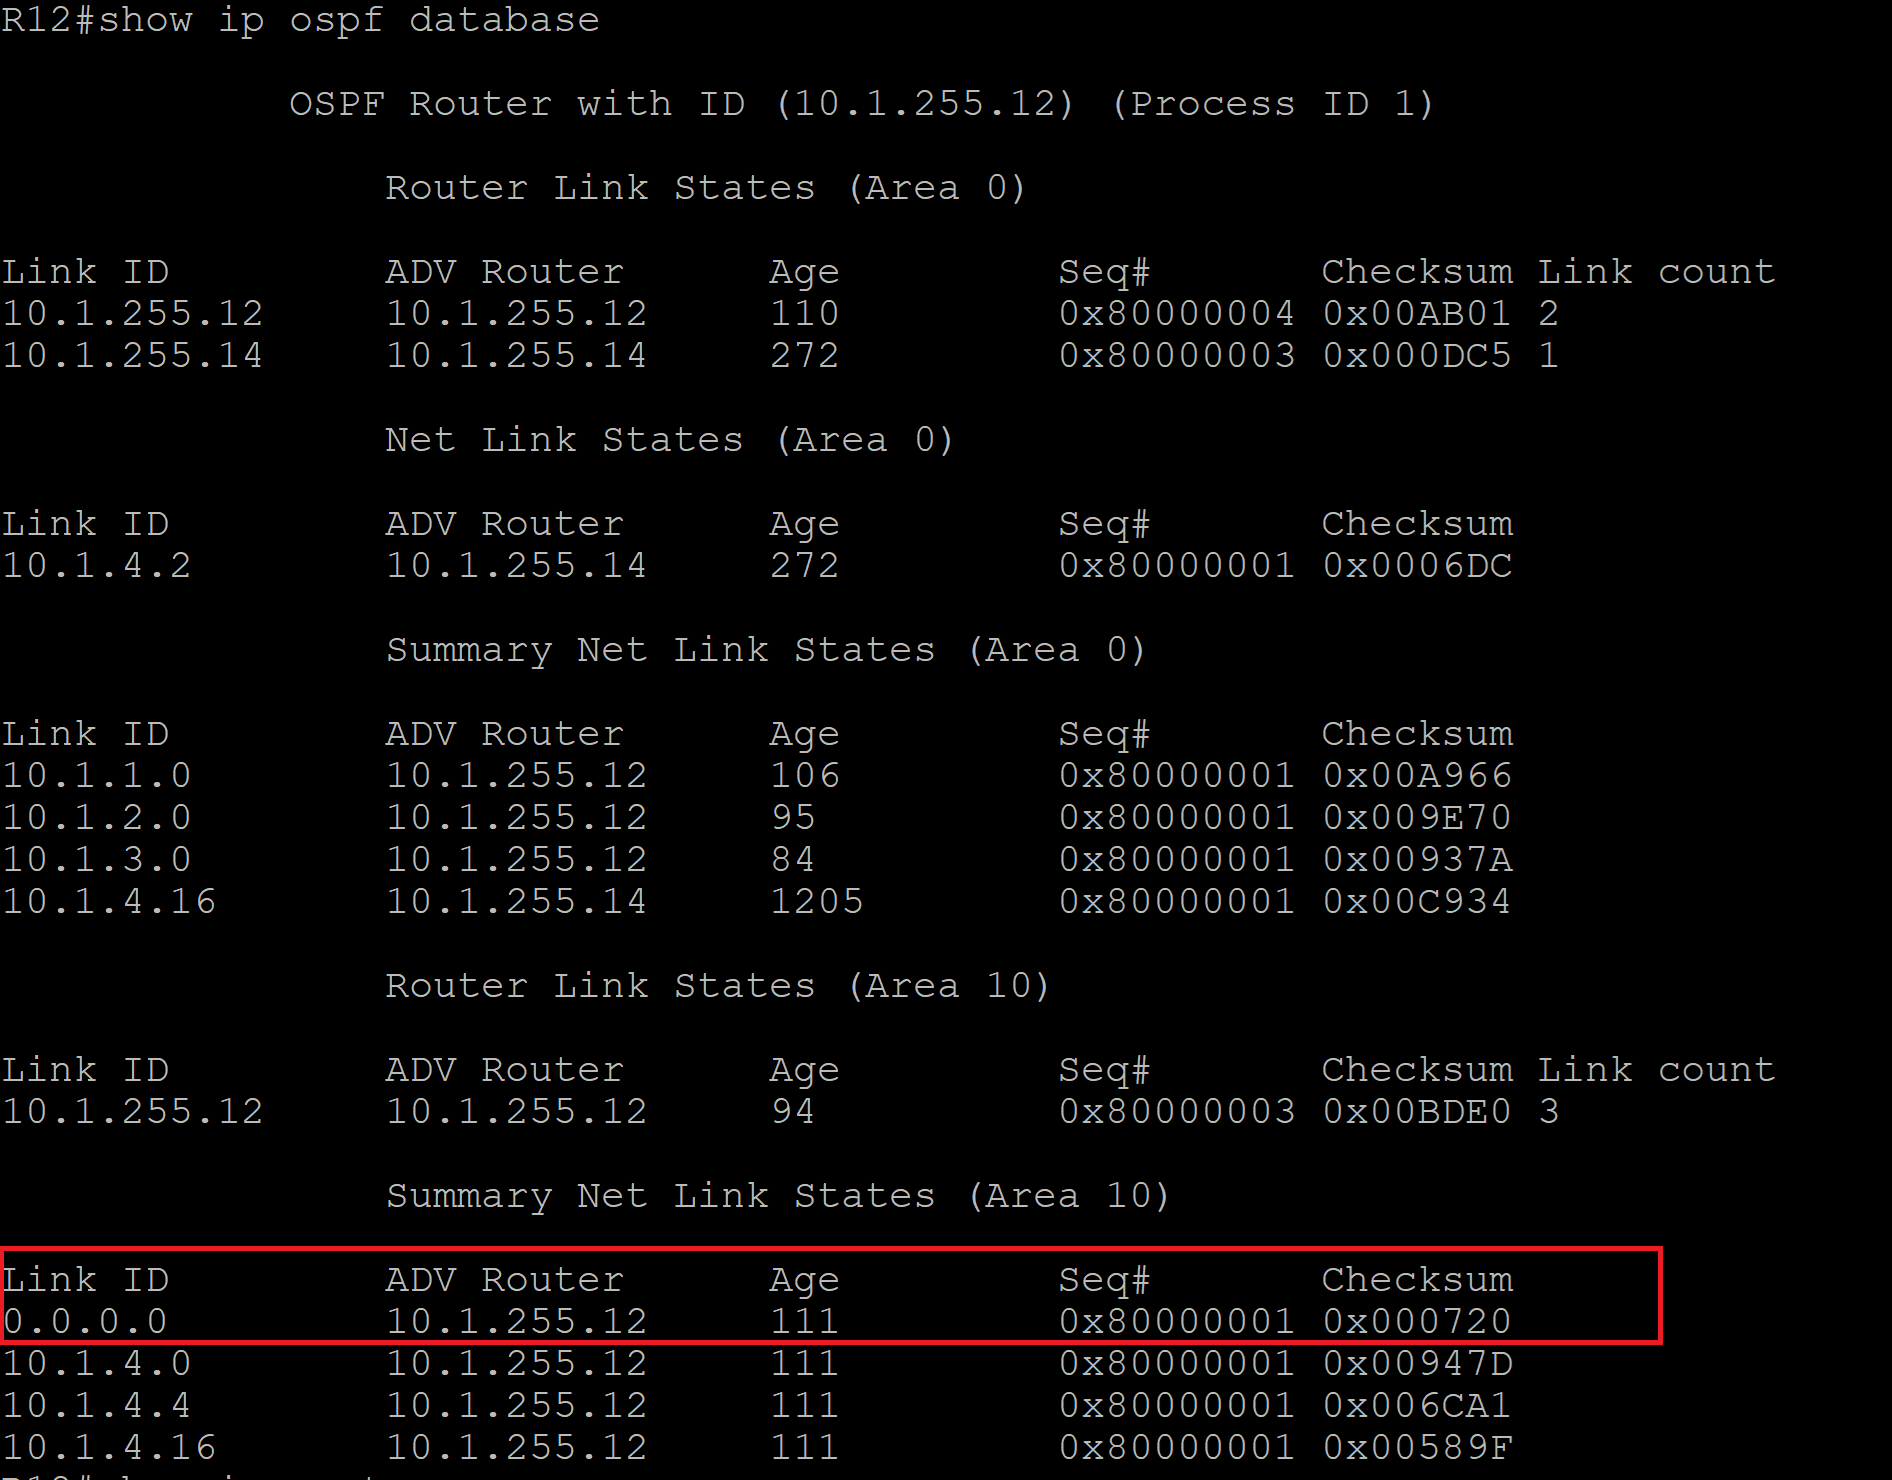 R12#show ip ospf database
OSPF Router with ID (10.1.255.12) (Process ID 1)
Router Link States (Area 0)
Link ID ADV Router Age Seq# Checksum Link count
10.1.255.12 10.1.255.12 110 0x80000004 0x00AB01 2
10.1.255.14 10.1.255.14 272 0x80000003 0x000DC5 1
Net Link States (Area 0)
Link ID ADV Router Age Seq# Checksum
10.1.4.2 10.1.255.14 272 0x80000001 0x0006DC
Summary Net Link States (Area 0)
Link ID ADV Router Age Seq# Checksum
10.1.1.0 10.1.255.12 106 0x80000001 0x00A966
10.1.2.0 10.1.255.12 95 0x80000001 0x009E70
10.1.3.0 10.1.255.12 84 0x80000001 0x00937A
10.1.4.16 10.1.255.14 1205 0x80000001 0x00C934
Router Link States (Area 10)
Link ID ADV Router Age Seq# Checksum Link count
10.1.255.12 10.1.255.12 94 0x80000003 0x00BDE0 3
Summary Net Link States (Area 10)
Link ID ADV Router Age Seq# Checksum
0.0.0.0 10.1.255.12 111 0x80000001 0x000720
10.1.4.0 10.1.255.12 111 0x80000001 0x00947D
10.1.4.4 10.1.255.12 111 0x80000001 0x006CA1
10.1.4.16 10.1.255.12 111 0x80000001 0x00589F